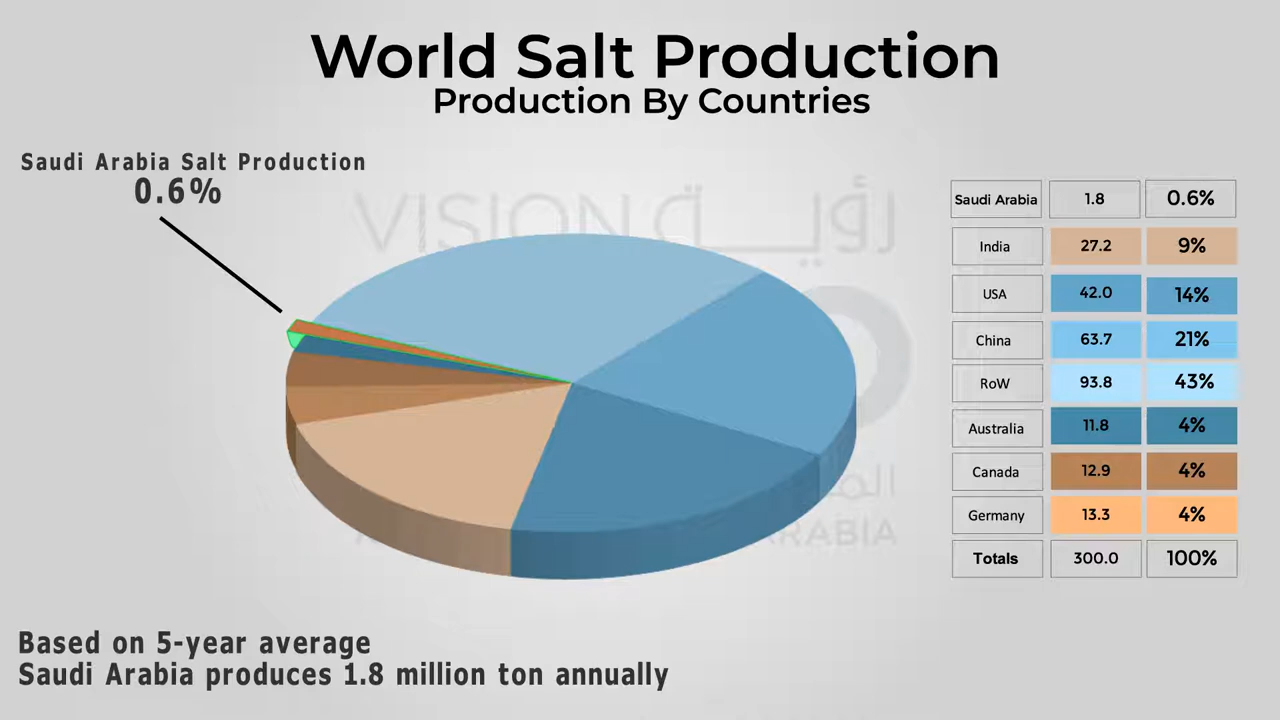 World Salt Production
Production By Countries
Saudi Arabia Salt Production
0.6%
VISION رؤيـــة
Saudi Arabia 1.8 0.6%
India 27.2 9%
USA 42.0 14%
China 63.7 21%
RoW 93.8 43%
Australia 11.8 4%
Canada 12.9 4%
Germany 13.3 4%
Totals 300.0 100%
ARABIA
Based on 5-year average
Saudi Arabia produces 1.8 million ton annually